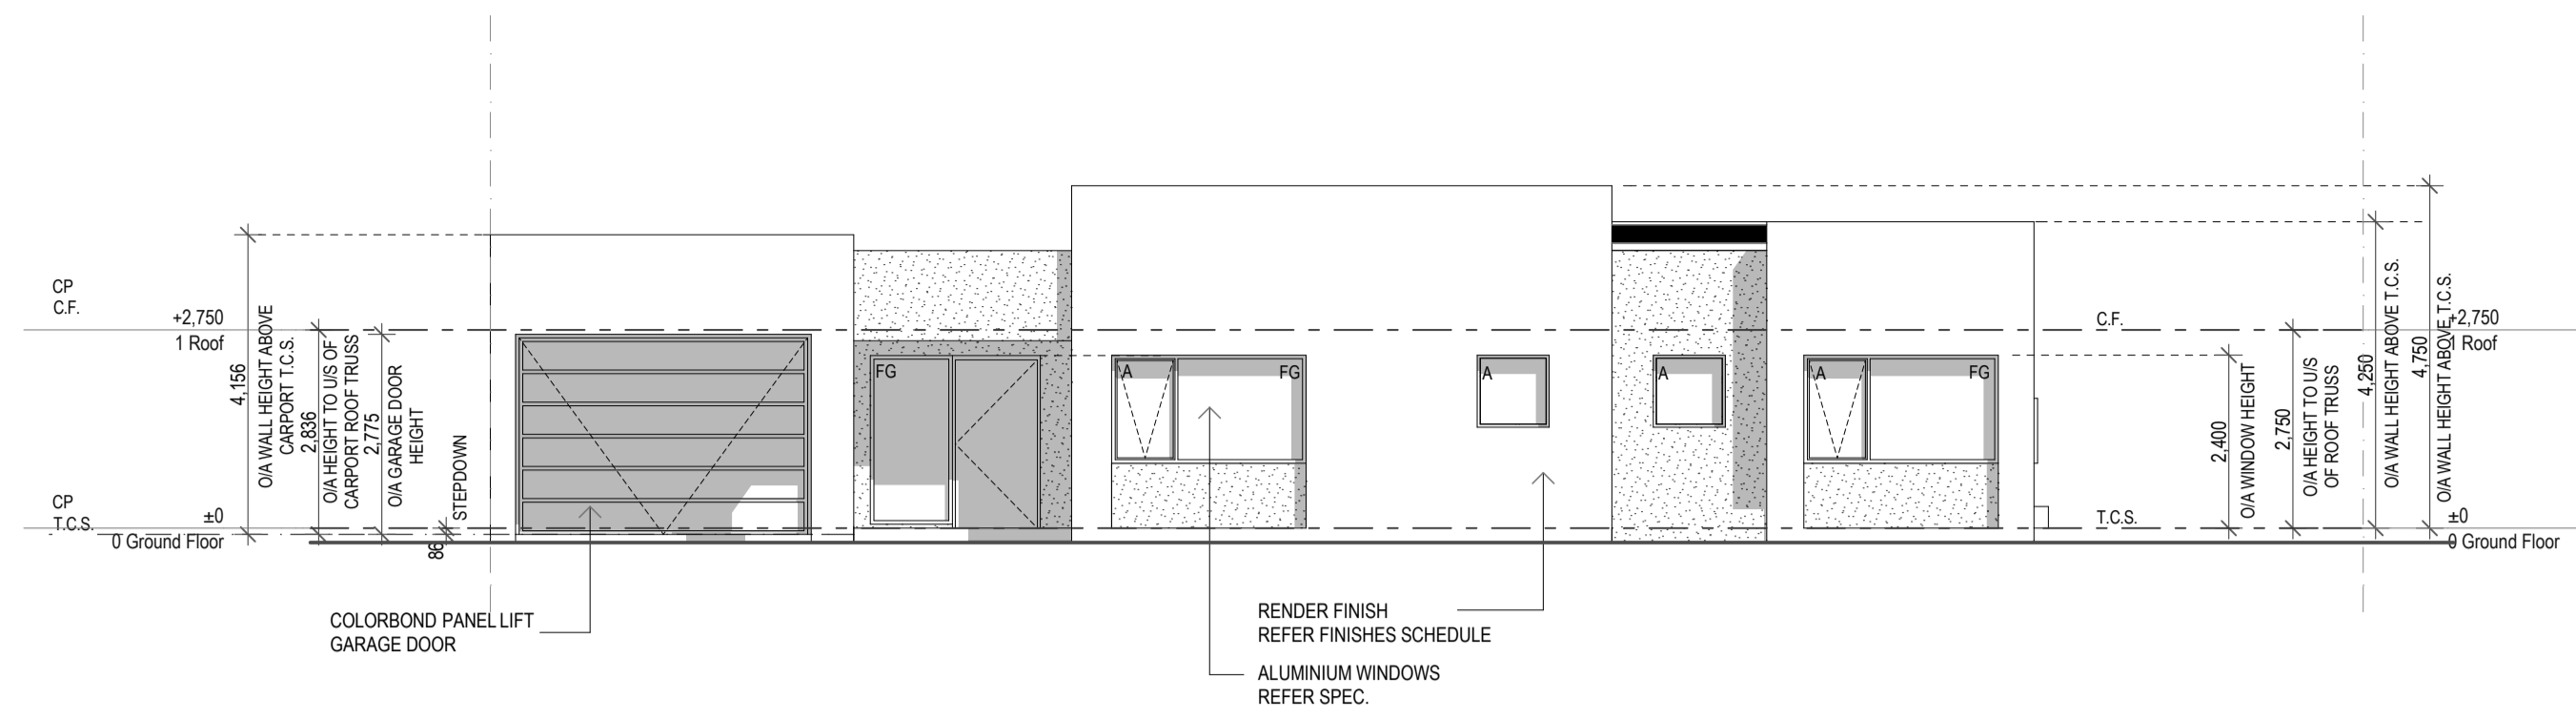 CP
C.F.
+2,750
1 Roof
CP
T.C.S.
±0
0 Ground Floor
4,156
O/A WALL HEIGHT ABOVE
CARPORT T.C.S.
2,836
O/A HEIGHT TO U/S OF
CARPORT ROOF TRUSS
2,775
O/A GARAGE DOOR
HEIGHT
STEPDOWN
86
FG
A
FG
A
A
A
FG
C.F.
T.C.S.
2,400
O/A WINDOW HEIGHT
2,750
O/A HEIGHT TO U/S
OF ROOF TRUSS
4,250
O/A WALL HEIGHT ABOVE T.C.S.
4,750
O/A WALL HEIGHT ABOVE T.C.S.
+2,750
1 Roof
±0
0 Ground Floor
COLORBOND PANEL LIFT
GARAGE DOOR
RENDER FINISH
REFER FINISHES SCHEDULE
ALUMINIUM WINDOWS
REFER SPEC.